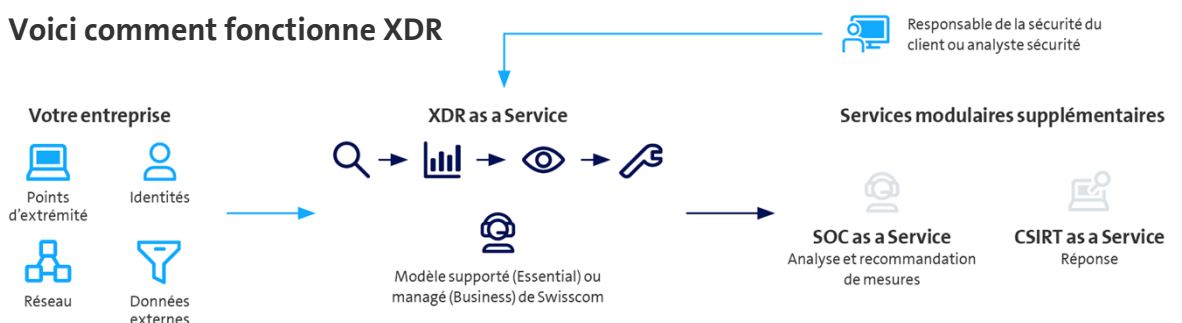 Voici comment fonctionne XDR
Responsable de la sécurité du
client ou analyste sécurité
Votre entreprise
Points
d'extrémité
Identités
Réseau
Données
externes
XDR as a Service
Modèle supporté (Essential) ou
managé (Business) de Swisscom
Services modulaires supplémentaires
SOC as a Service
Analyse et recommandation
de mesures
CSIRT as a Service
Réponse